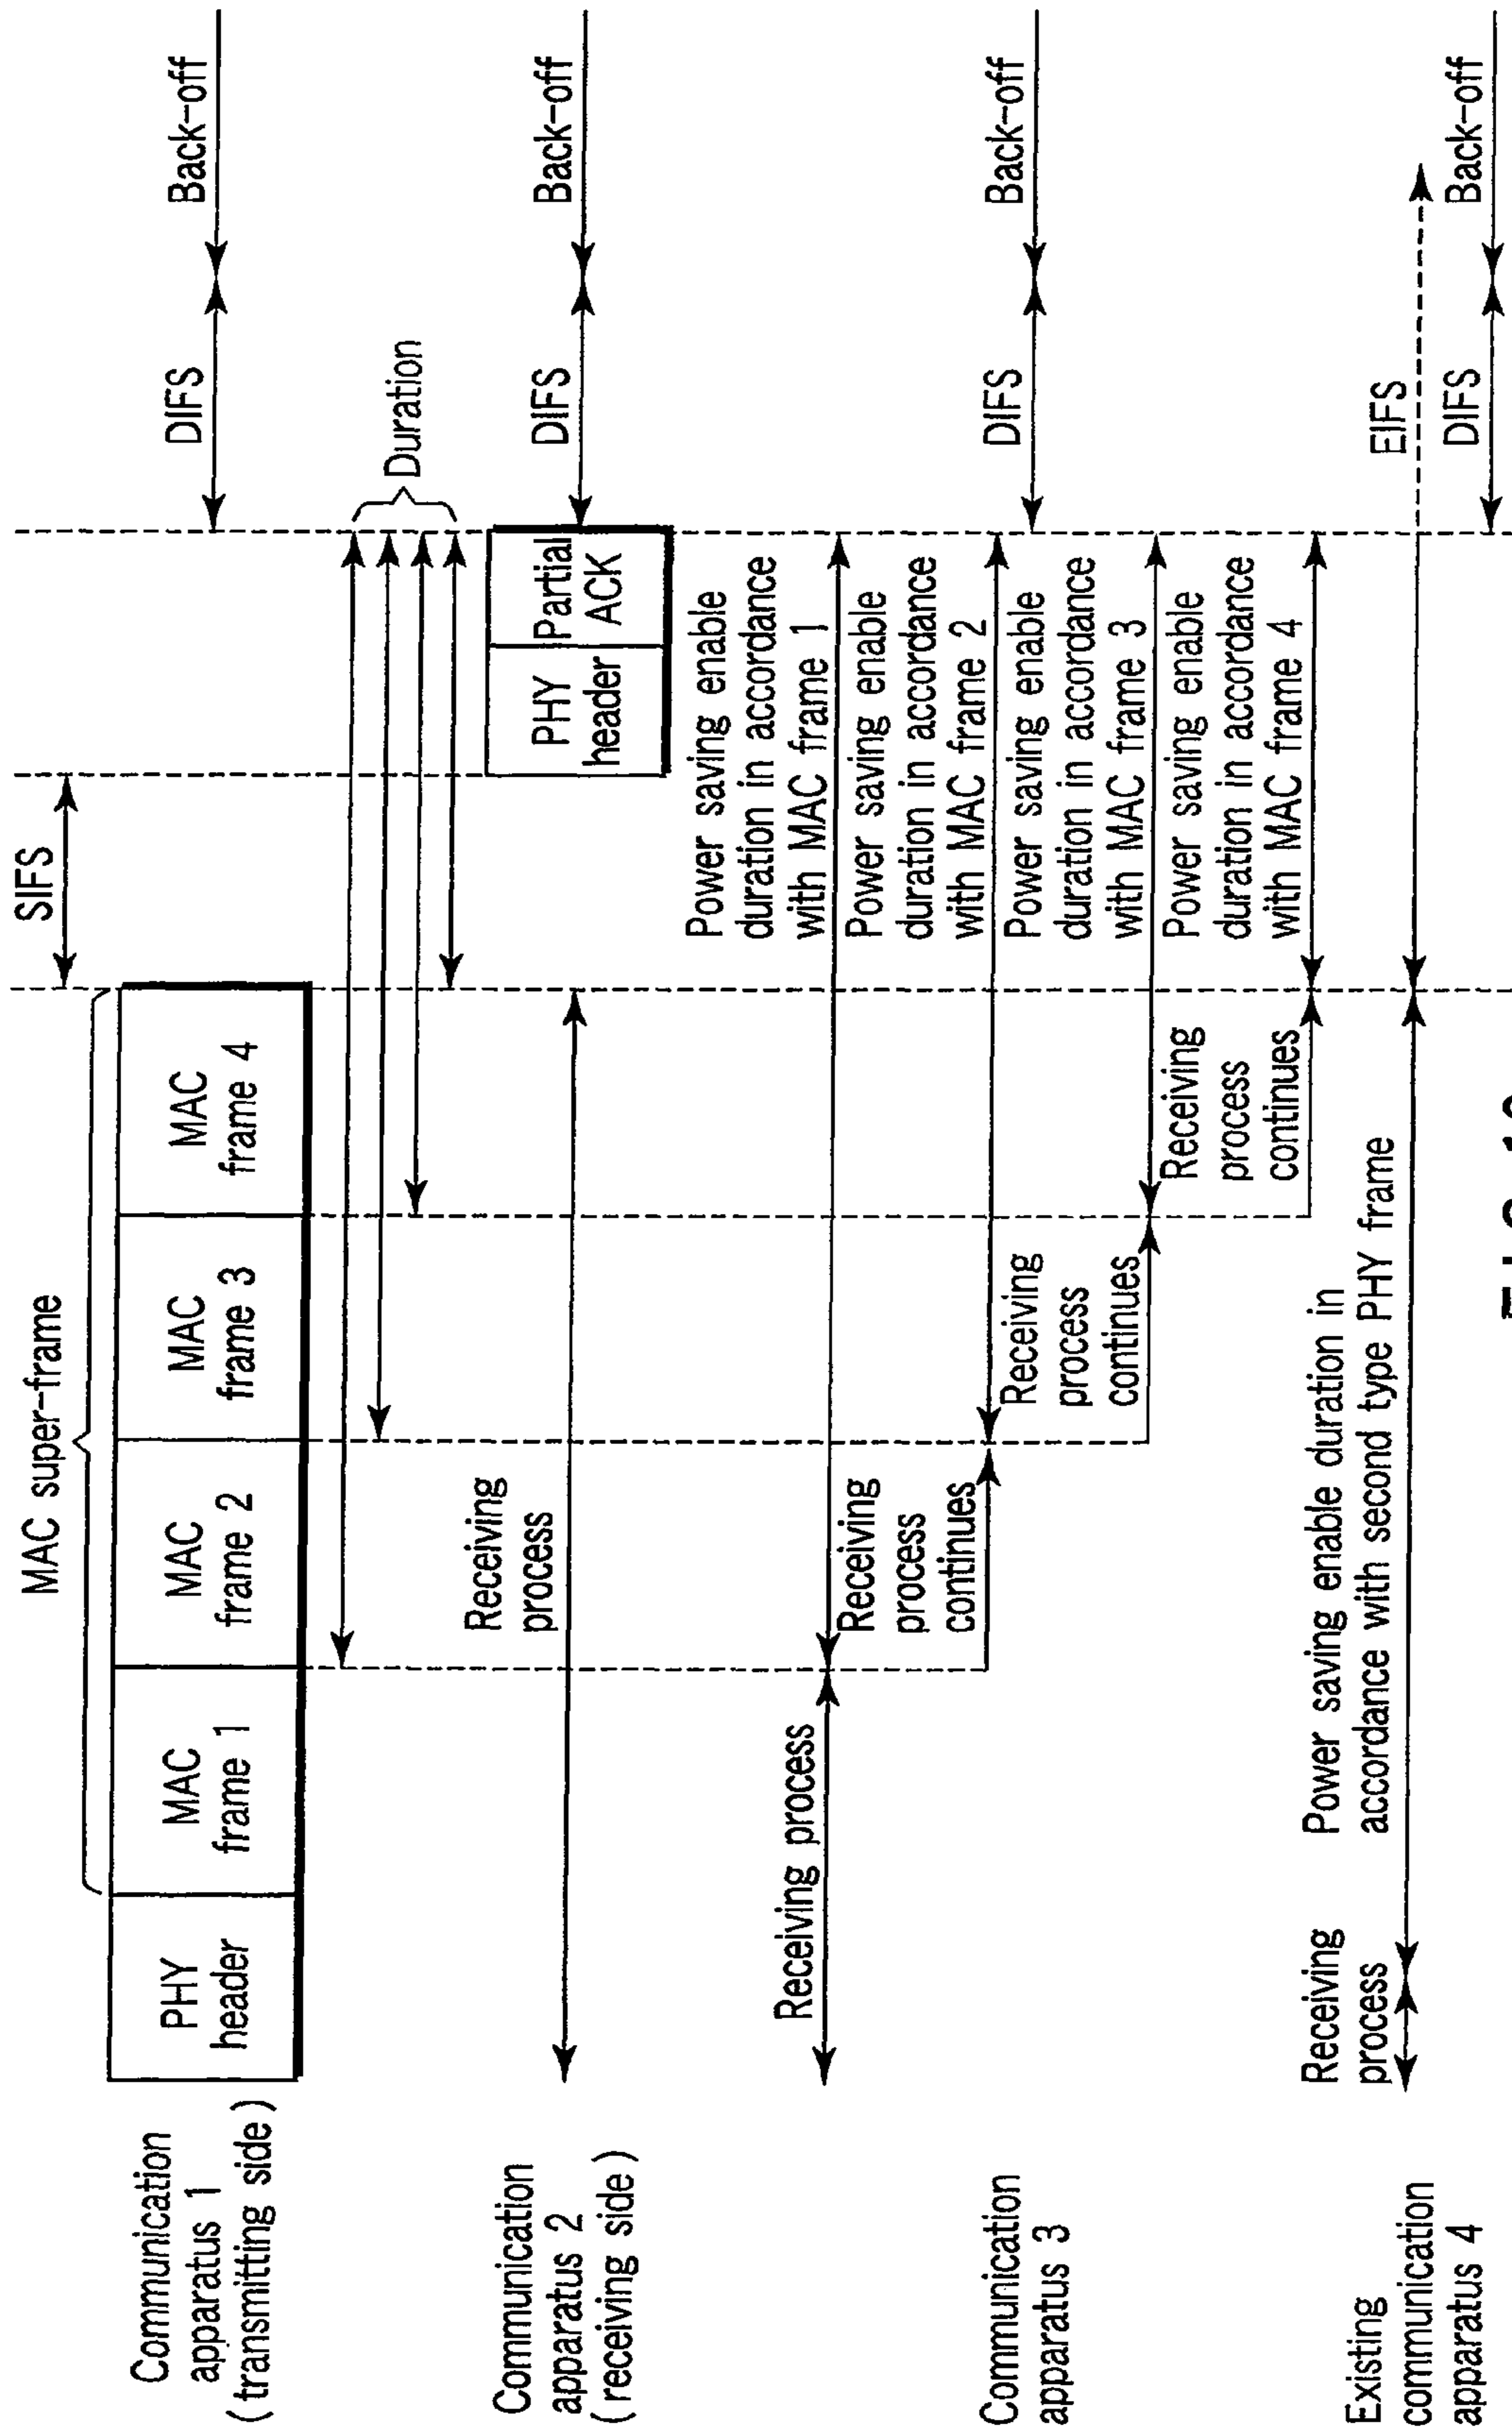 MAC super-frame
SIFS
Communication
apparatus 1
(transmitting side)
PHY
header
MAC
frame 1
MAC
frame 2
MAC
frame 3
MAC
frame 4
DIFS
Back-off
Duration
Communication
apparatus 2
(receiving side)
Receiving
process
PHY
header
Partial
ACK
DIFS
Back-off
Communication
apparatus 3
Receiving process
Power saving enable
duration in accordance
with MAC frame 1
Receiving
process
continues
Power saving enable
duration in accordance
with MAC frame 2
Receiving
process
continues
Power saving enable
duration in accordance
with MAC frame 3
Receiving
process
continues
Power saving enable
duration in accordance
with MAC frame 4
DIFS
Back-off
Existing
communication
apparatus 4
Receiving
process
Power saving enable duration in
accordance with second type PHY frame
EIFS
DIFS
Back-off